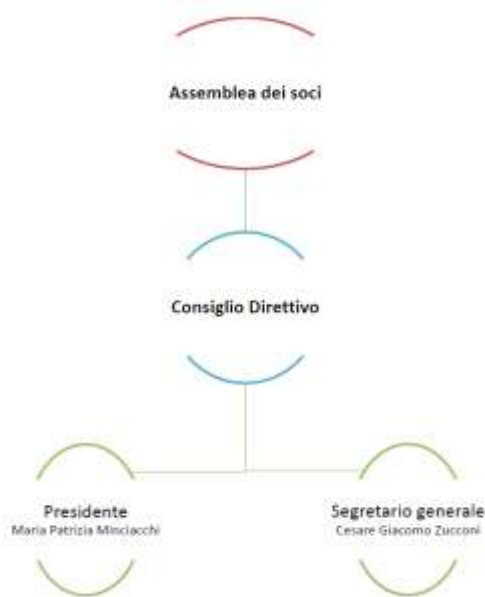 Assemblea dei soci
Consiglio Direttivo
Presidente
Maria Patrizia Minciacchi
Segretario generale
Cesare Giacomo Zucconi